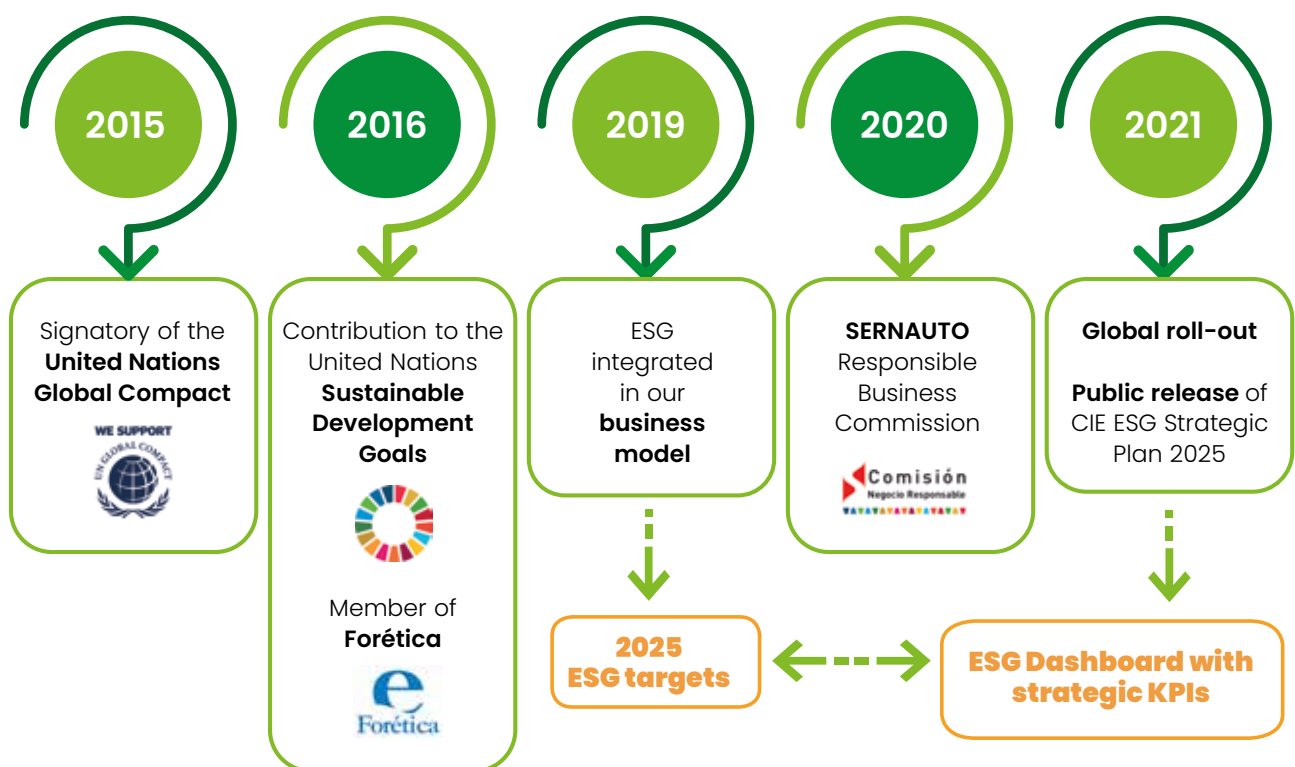 2015
2016
2019
2020
2021
Signatory of the
United Nations
Global Compact
WE SUPPORT
UN GLOBAL COMPACT
Contribution to the
United Nations
Sustainable
Development
Goals
Member of
Forética
e
Forética
ESG
integrated
in our
business
model
SERNAUTO
Responsible
Business
Commission
Comisión
Negocio Responsable
Global roll-out
Public release of
CIE ESG Strategic
Plan 2025
2025
ESG targets
ESG Dashboard with
strategic KPIs